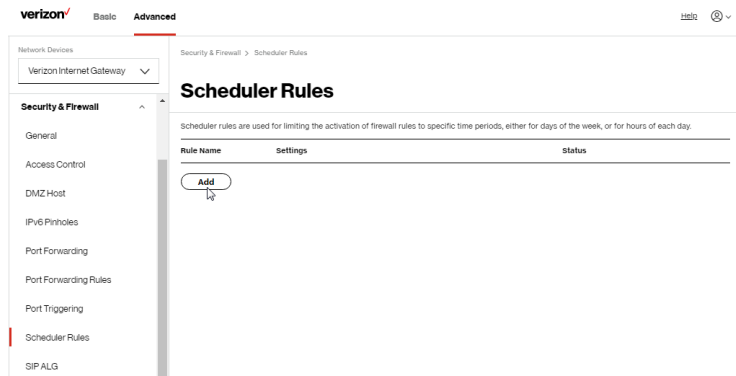 verizon
Basic
Advanced
Help
Network Devices
Verizon Internet Gateway
Security & Firewall
General
Access Control
DMZ Host
IPv6 Pinholes
Port Forwarding
Port Forwarding Rules
Port Triggering
Scheduler Rules
SIP ALG
Security & Firewall > Scheduler Rules
Scheduler Rules
Scheduler rules are used for limiting the activation of firewall rules to specific time periods, either for days of the week, or for hours of each day.
Rule Name Settings Status
Add